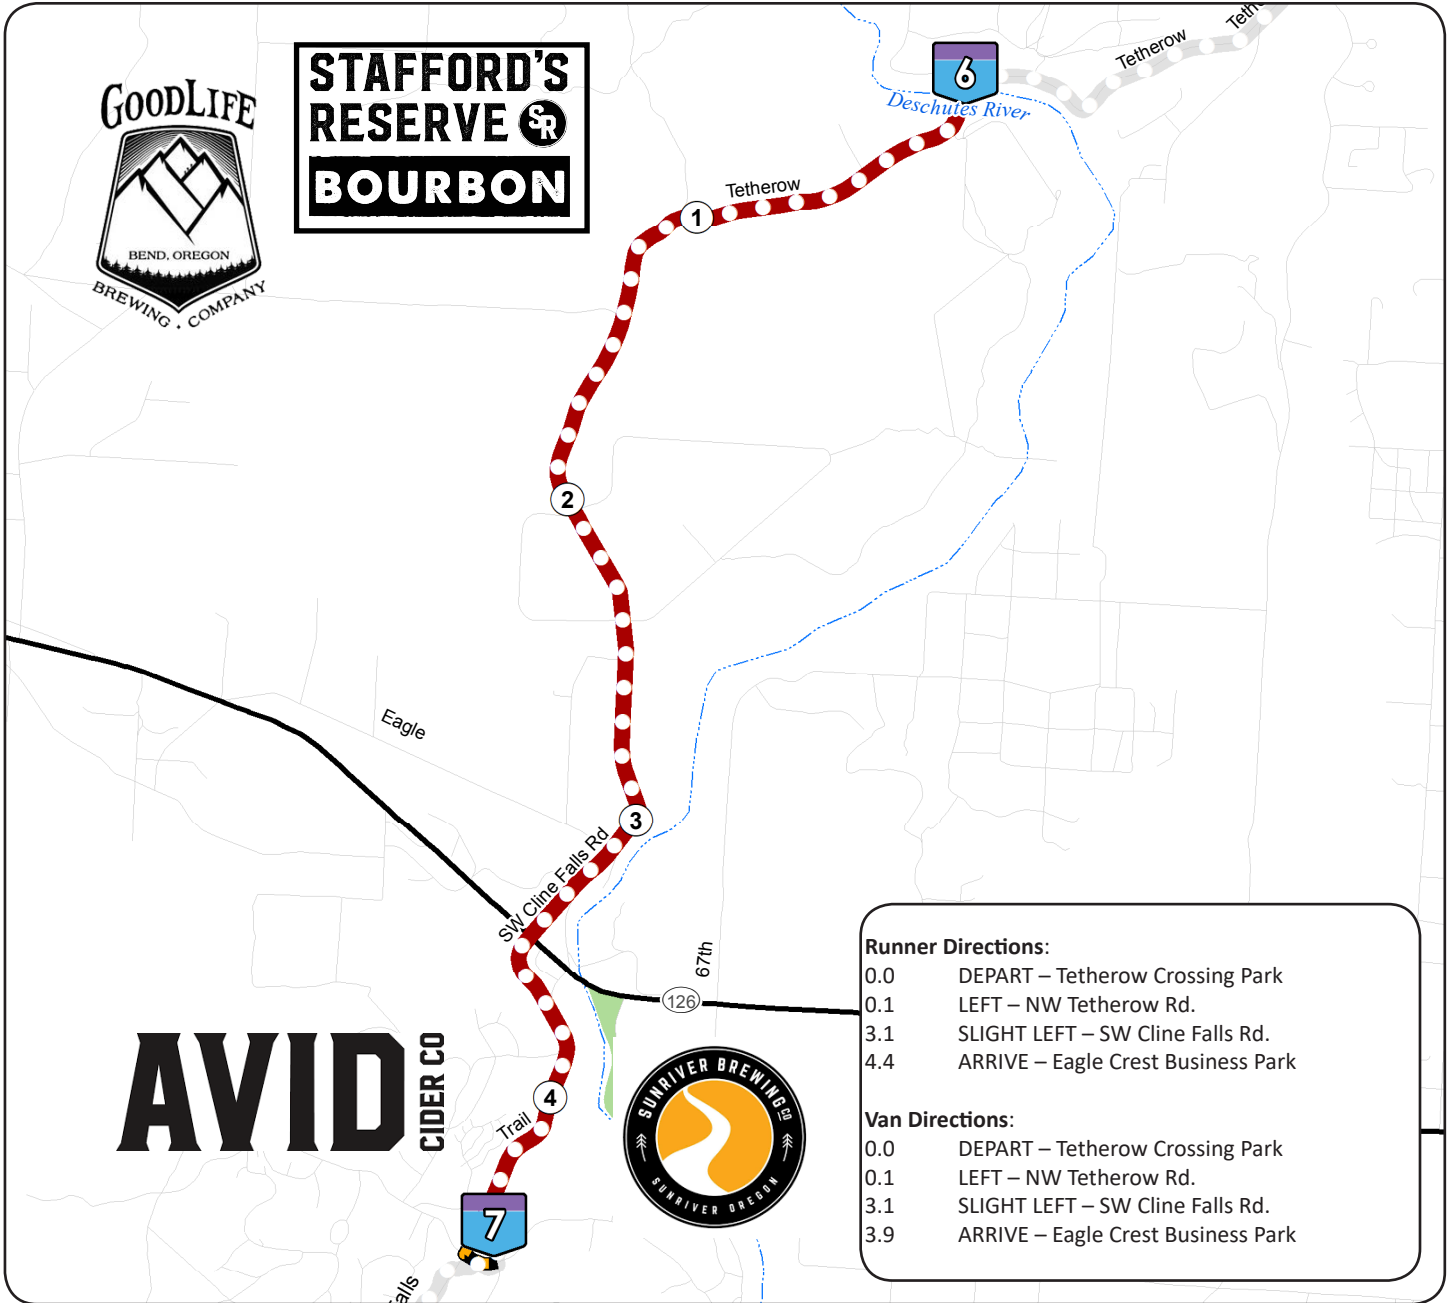 Teth
Tetherow
6
Deschutes River
GOODLIFE
BEND, OREGON
BREWING • COMPANY
STAFFORD'S
RESERVE SR
BOURBON
Tetherow
1
2
Eagle
3
SW Cline Falls Rd
67th
126
AVID
CIDER CO
4
Trail
7
alls
SUNRIVER BREWING CO
SUNRIVER OREGON
Runner Directions:
0.0 DEPART – Tetherow Crossing Park
0.1 LEFT – NW Tetherow Rd.
3.1 SLIGHT LEFT – SW Cline Falls Rd.
4.4 ARRIVE – Eagle Crest Business Park
Van Directions:
0.0 DEPART – Tetherow Crossing Park
0.1 LEFT – NW Tetherow Rd.
3.1 SLIGHT LEFT – SW Cline Falls Rd.
3.9 ARRIVE – Eagle Crest Business Park